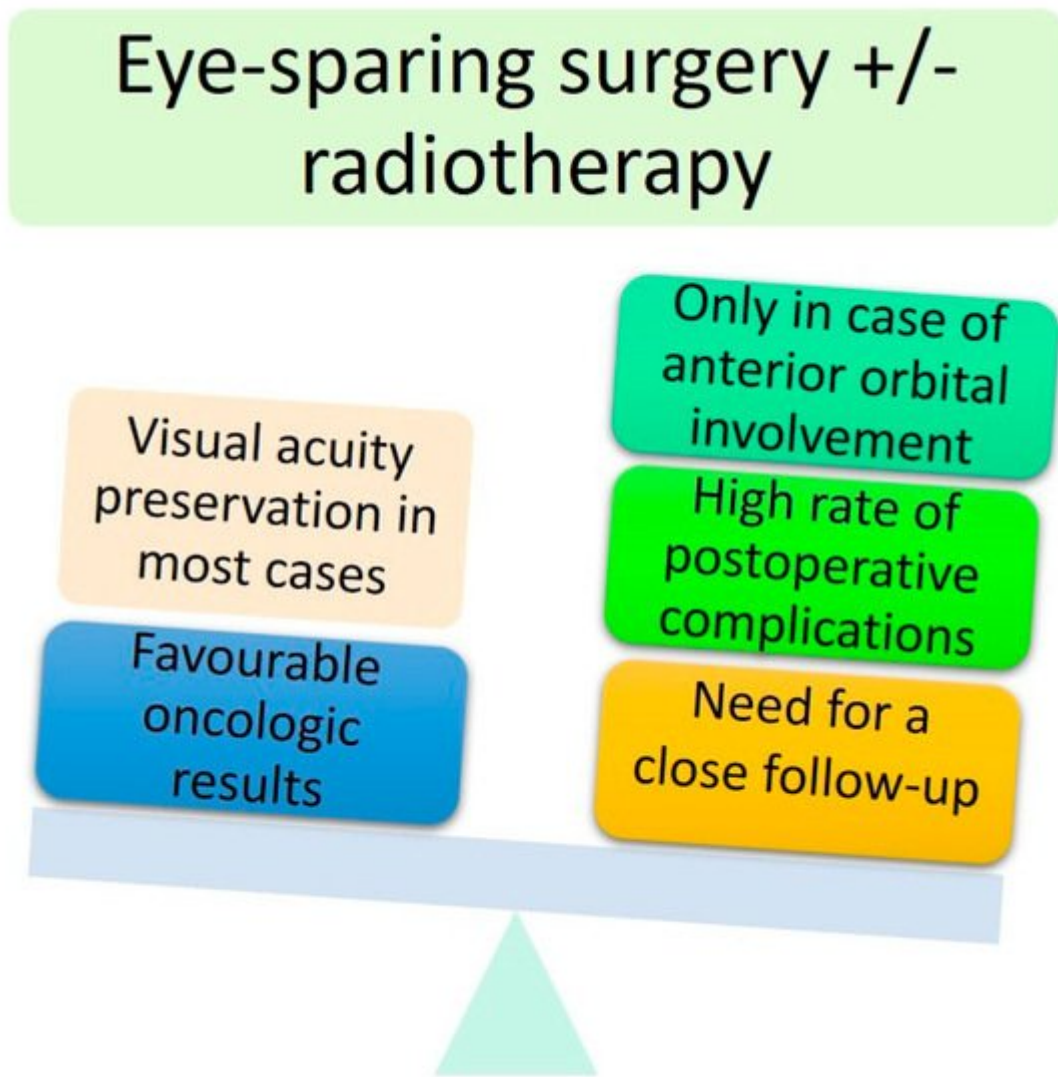 Eye-sparing surgery +/-
radiotherapy
Visual acuity
preservation in
most cases
Favourable
oncologic
results
Only in case of
anterior orbital
involvement
High rate of
postoperative
complications
Need for a
close follow-up